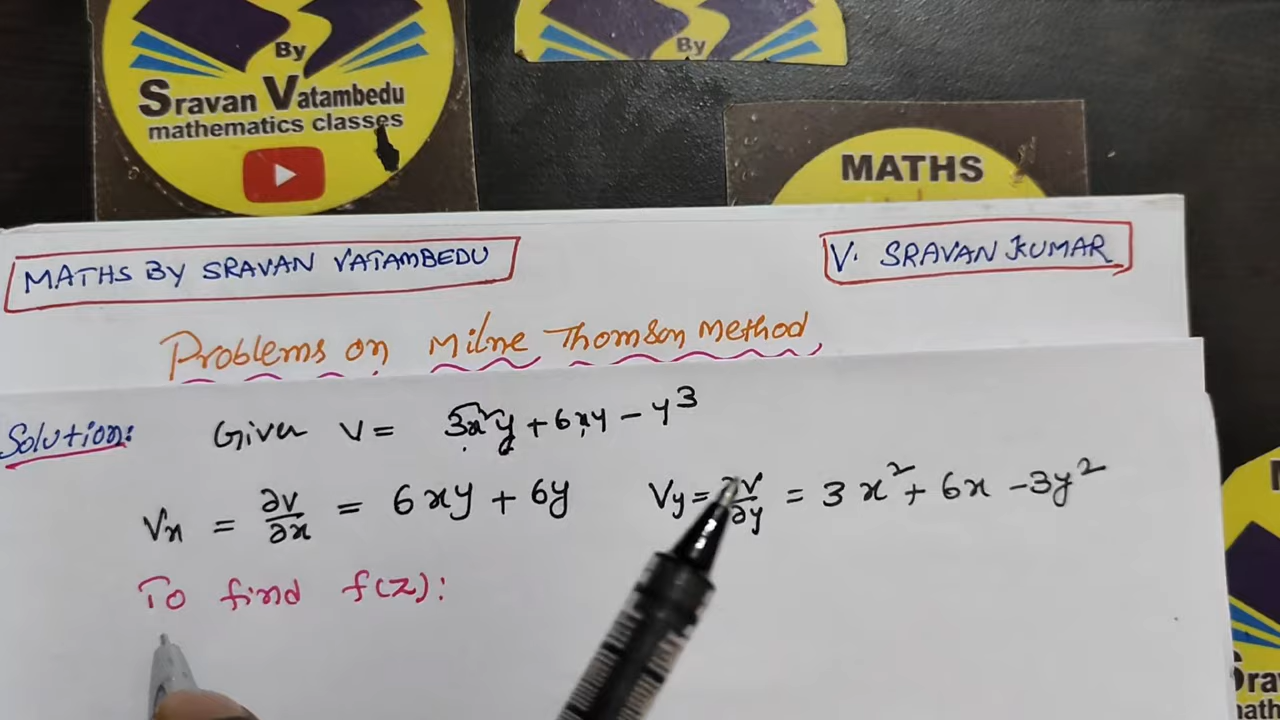 By
Sravan Vatambedu
mathematics classes
By
MATHS
MATHS BY SRAVAN VATAMBEDU
V. SRAVAN KUMAR
Problems on Milne Thomson Method
Solution: Given V = 3x²y + 6xy - y³
Vx = ∂v/∂x = 6xy + 6y Vy = ∂v/∂y = 3x² + 6x - 3y²
To find f(z):